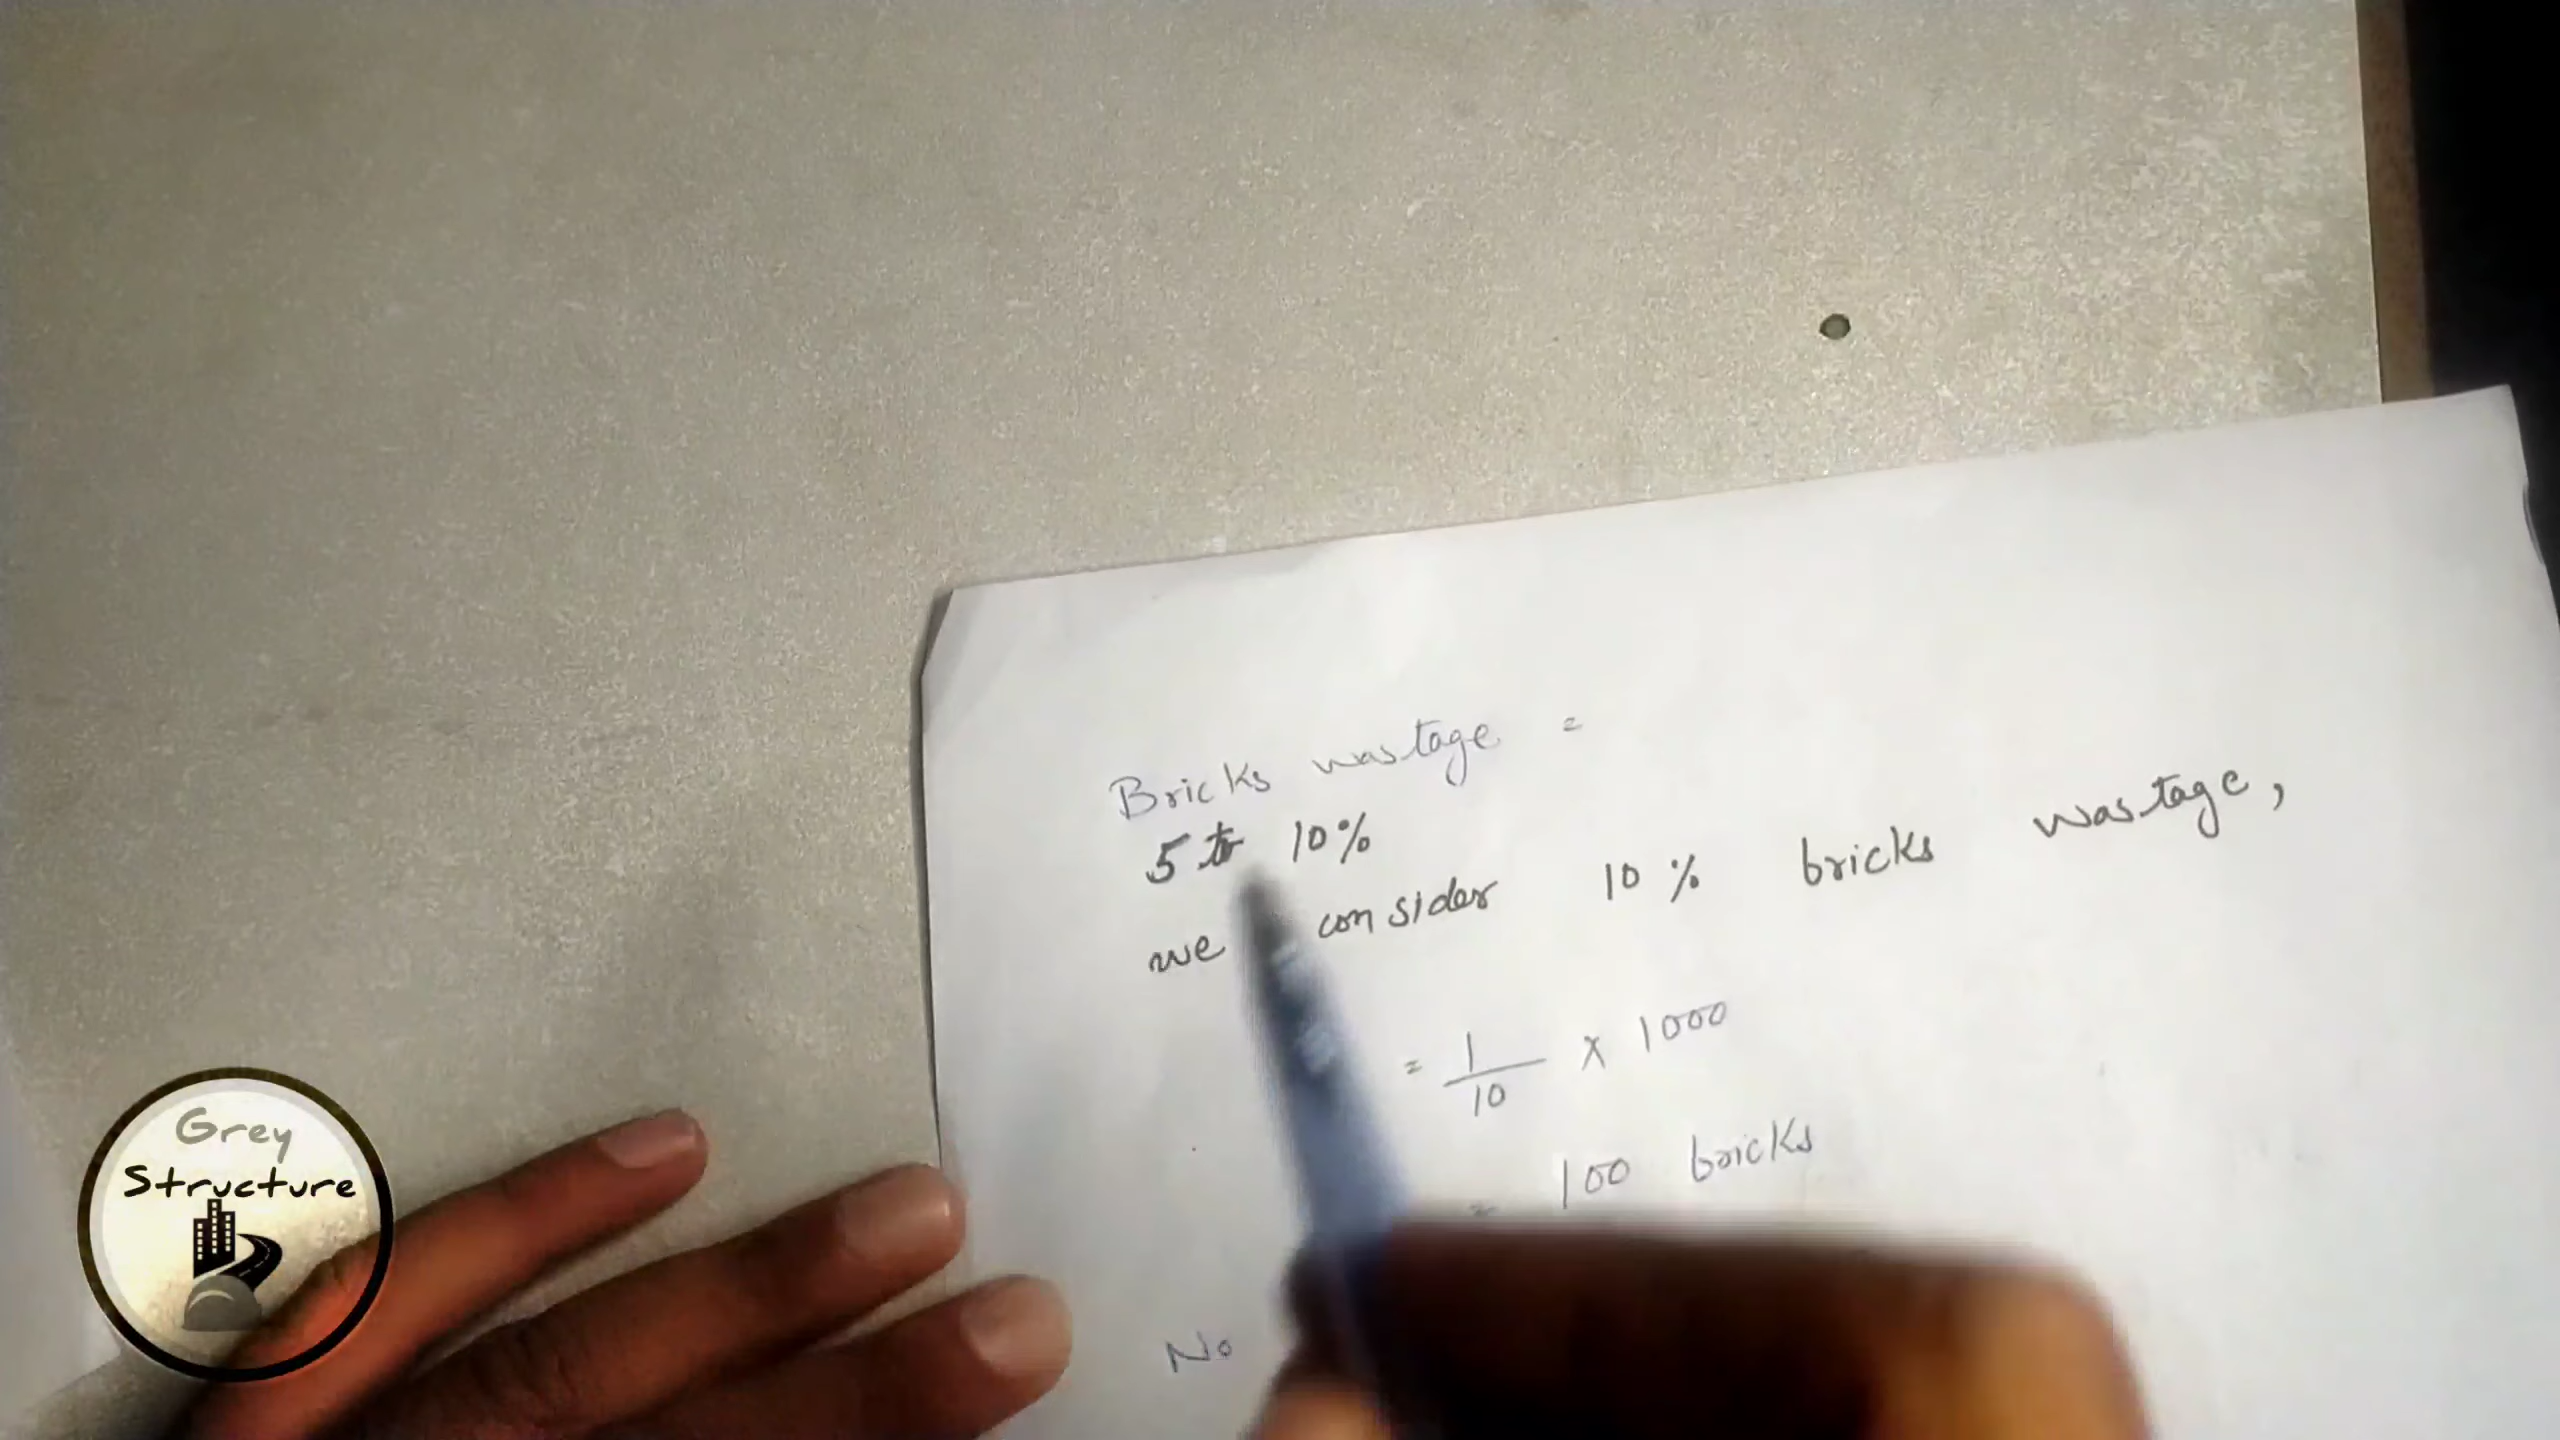 Bricks wastage =
5 to 10%
we consider 10% bricks wastage,
= 1/10 x 1000
= 100 bricks
No
Grey
Structure